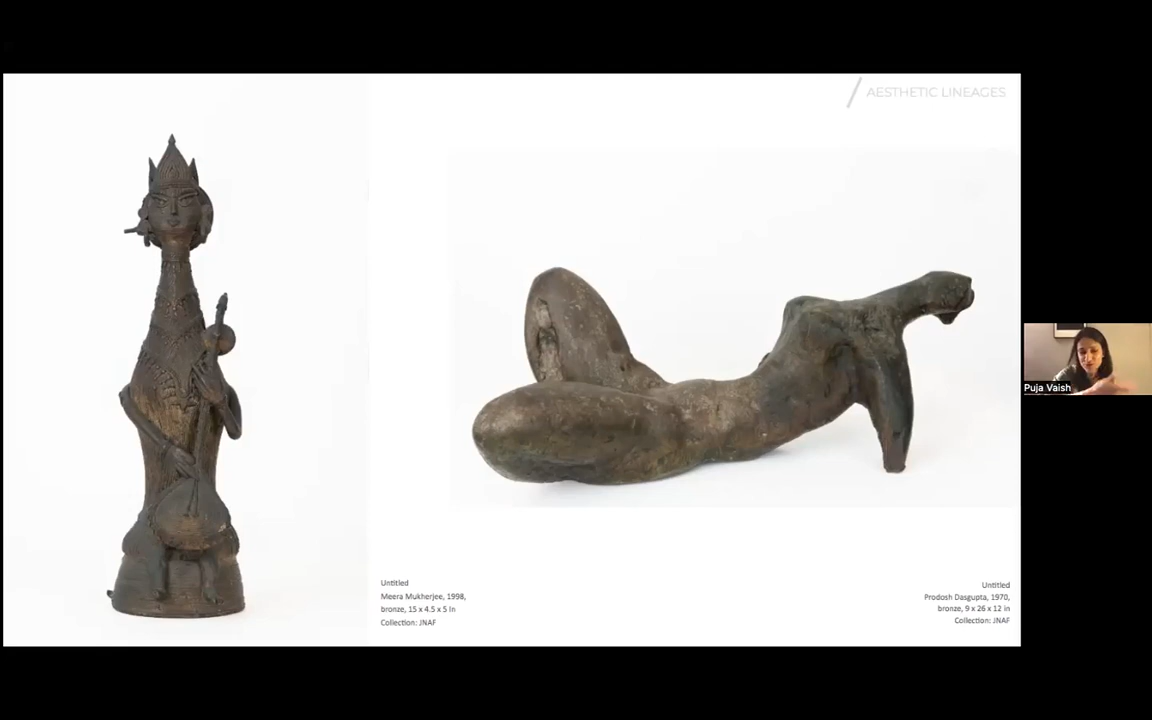 AESTHETIC LINEAGES
Untitled
Meera Mukherjee, 1998,
bronze, 15 x 4.5 x 5 In
Collection: JNAF
Untitled
Prodosh Dasgupta, 1970,
bronze, 9 x 26 x 12 in
Collection: JNAF
Puja Vaish